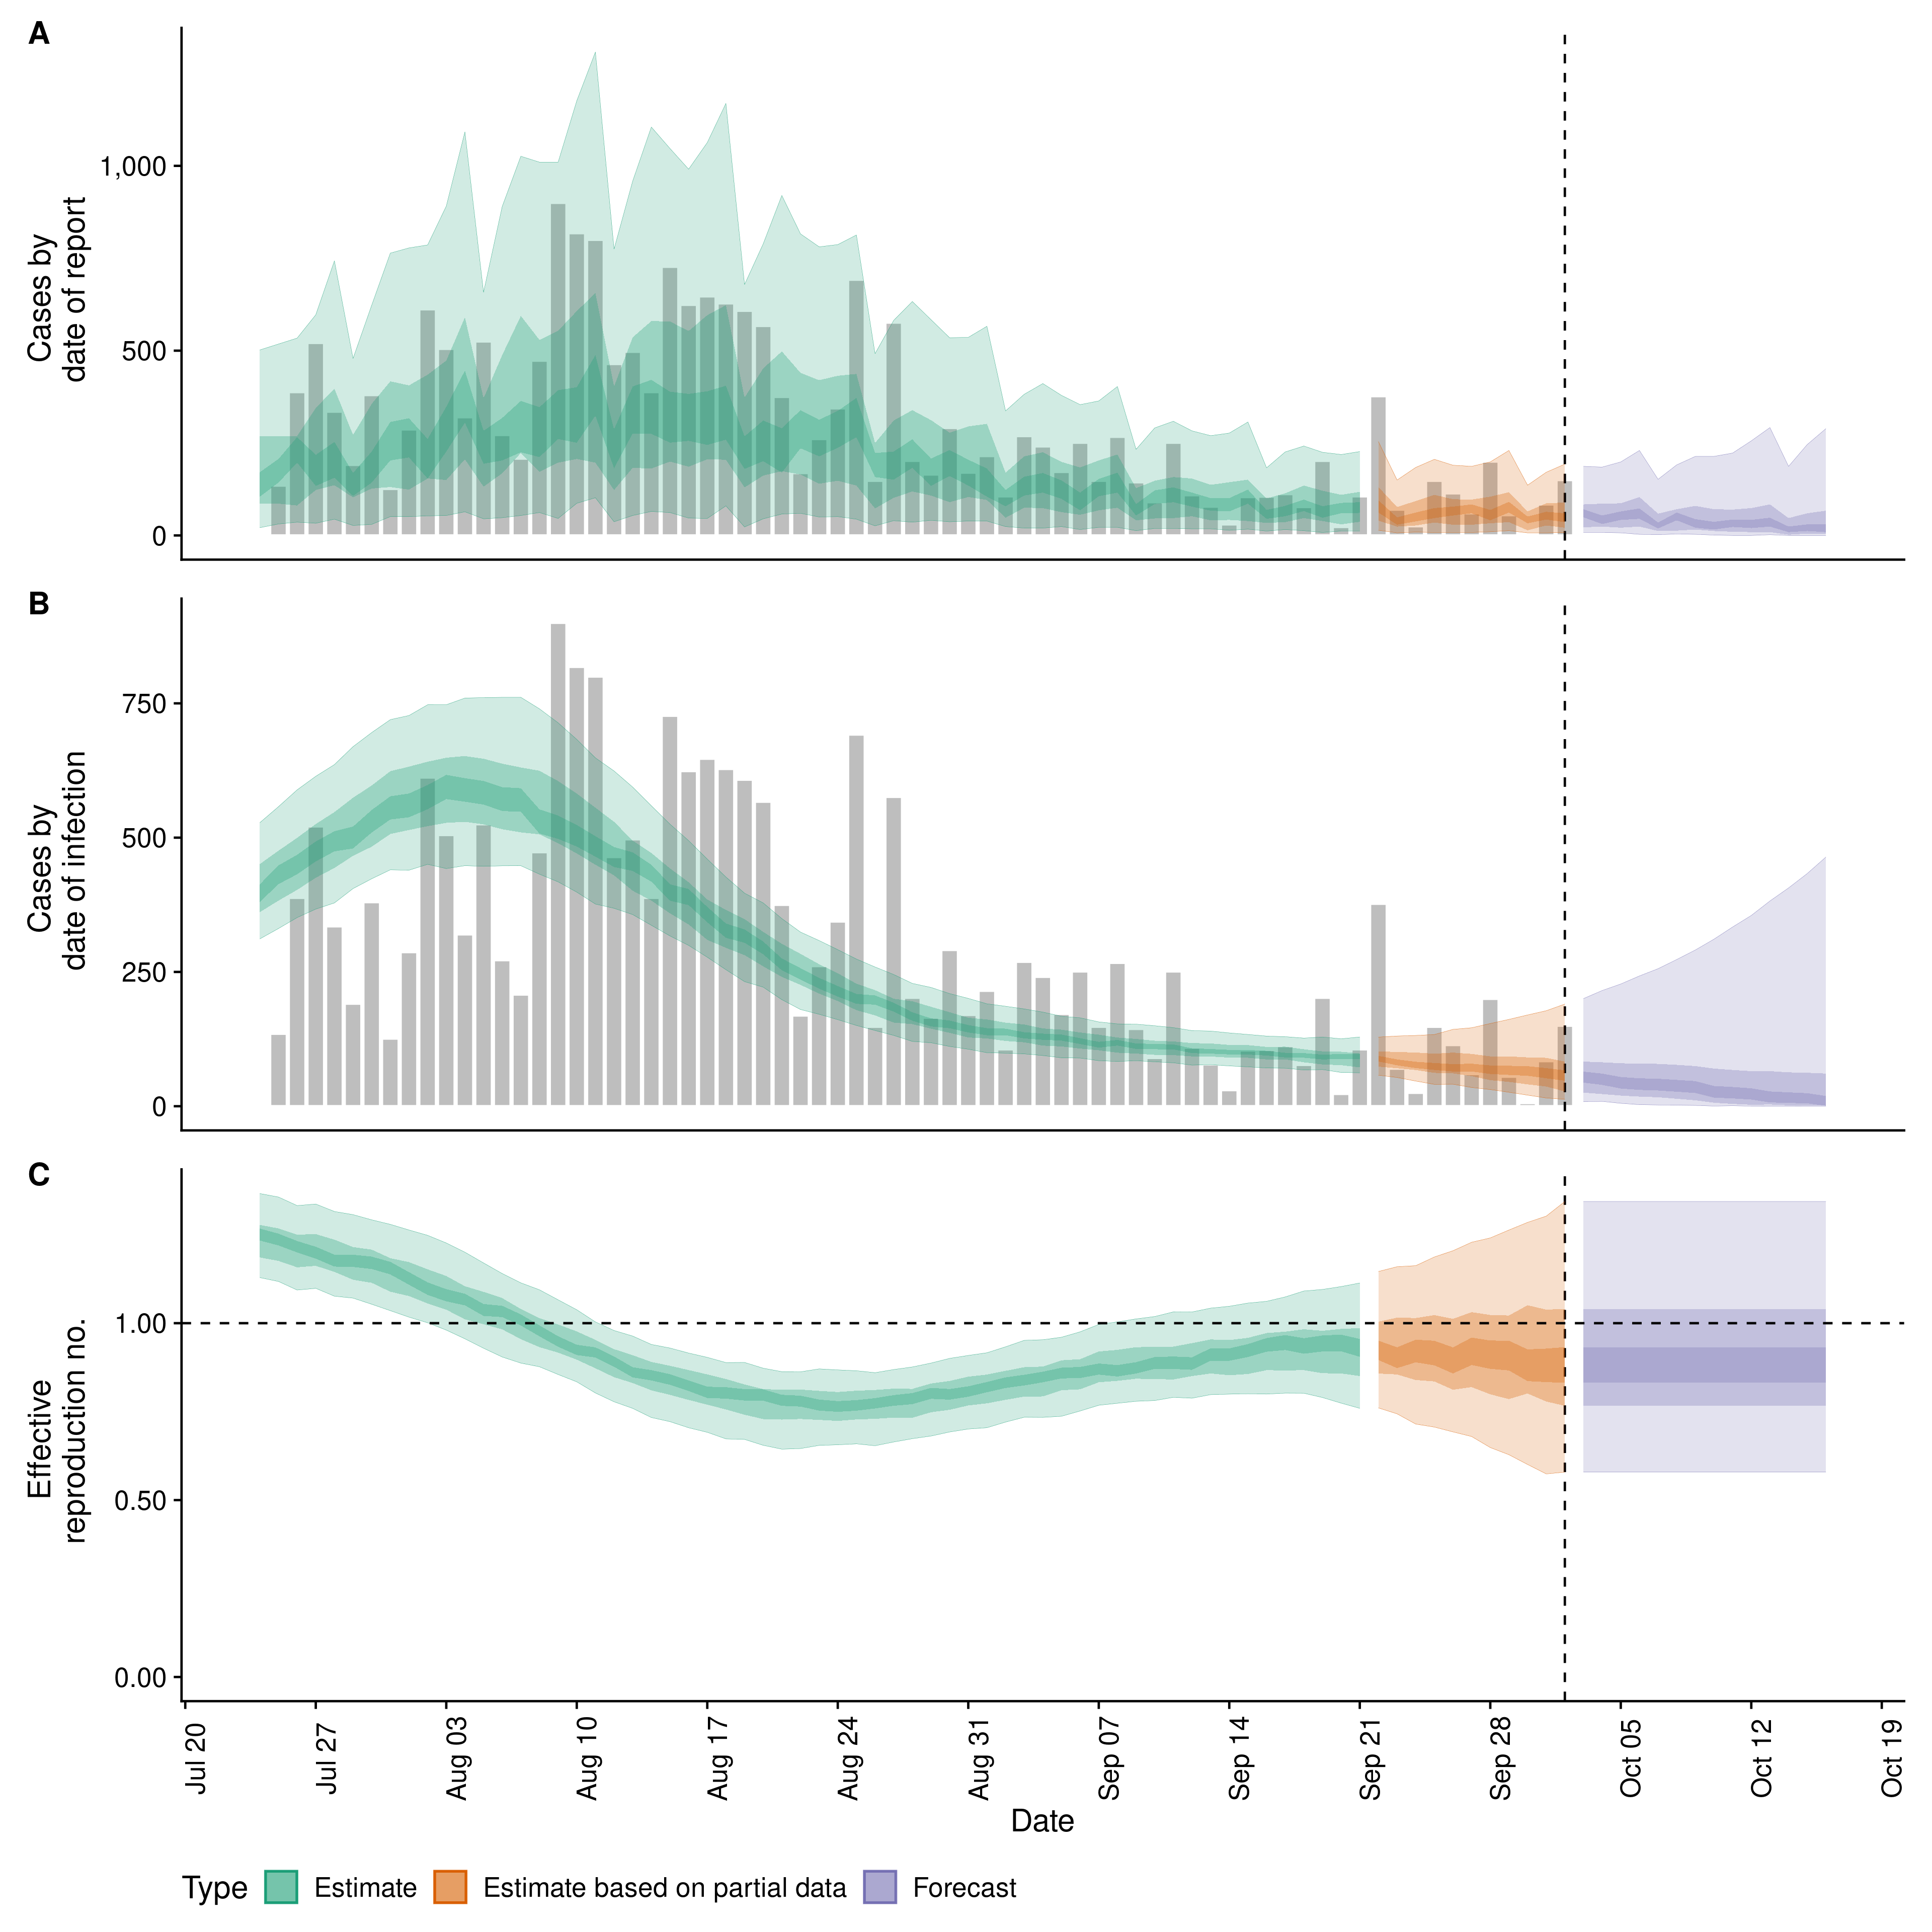 A
Cases by
date of report
1,000
500
0
B
Cases by
date of infection
750
500
250
0
C
Effective
reproduction no.
1.00
0.50
0.00
Jul 20
Jul 27
Aug 03
Aug 10
Aug 17
Aug 24
Aug 31
Sep 07
Sep 14
Sep 21
Sep 28
Oct 05
Oct 12
Oct 19
Date
Type
Estimate
Estimate based on partial data
Forecast